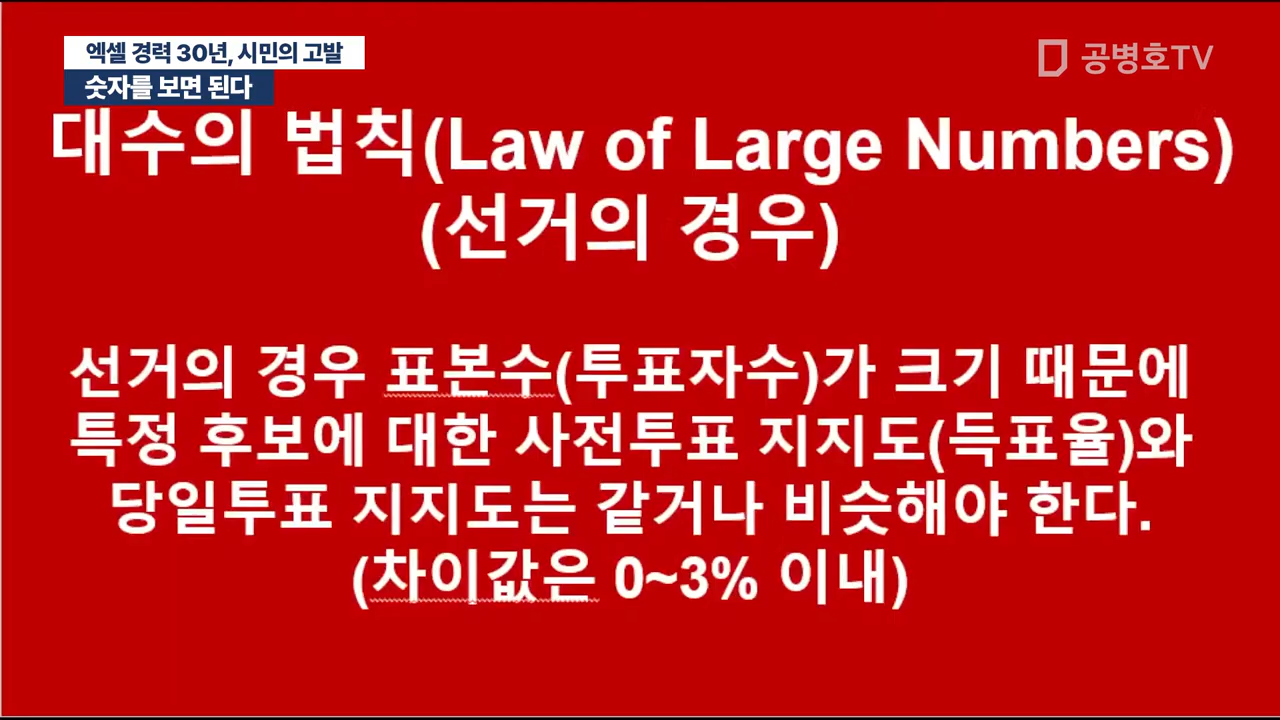 엑셀 경력 30년, 시민의 고발
숫자를 보면 된다
공병호TV
대수의 법칙(Law of Large Numbers)
(선거의 경우)
선거의 경우 표본수(투표자수)가 크기 때문에
특정 후보에 대한 사전투표 지지도(득표율)와
당일투표 지지도는 같거나 비슷해야 한다.
(차이값은 0~3% 이내)